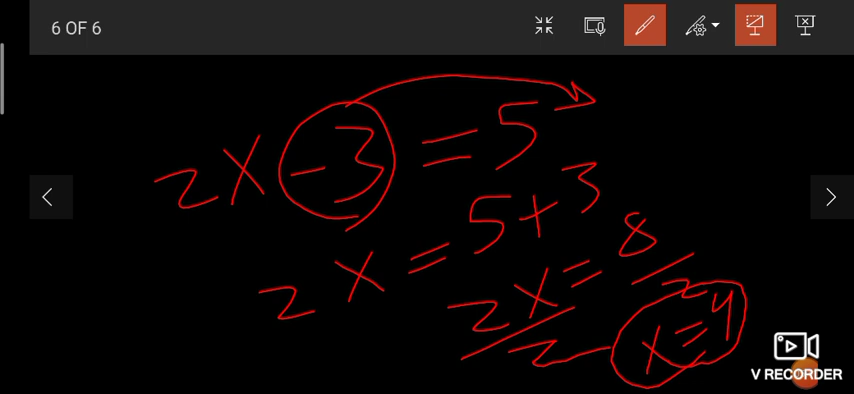 6 OF 6
2x - 3 = 5
2x = 5 + 3
2x/2 = 8/2
x = 4
V RECORDER